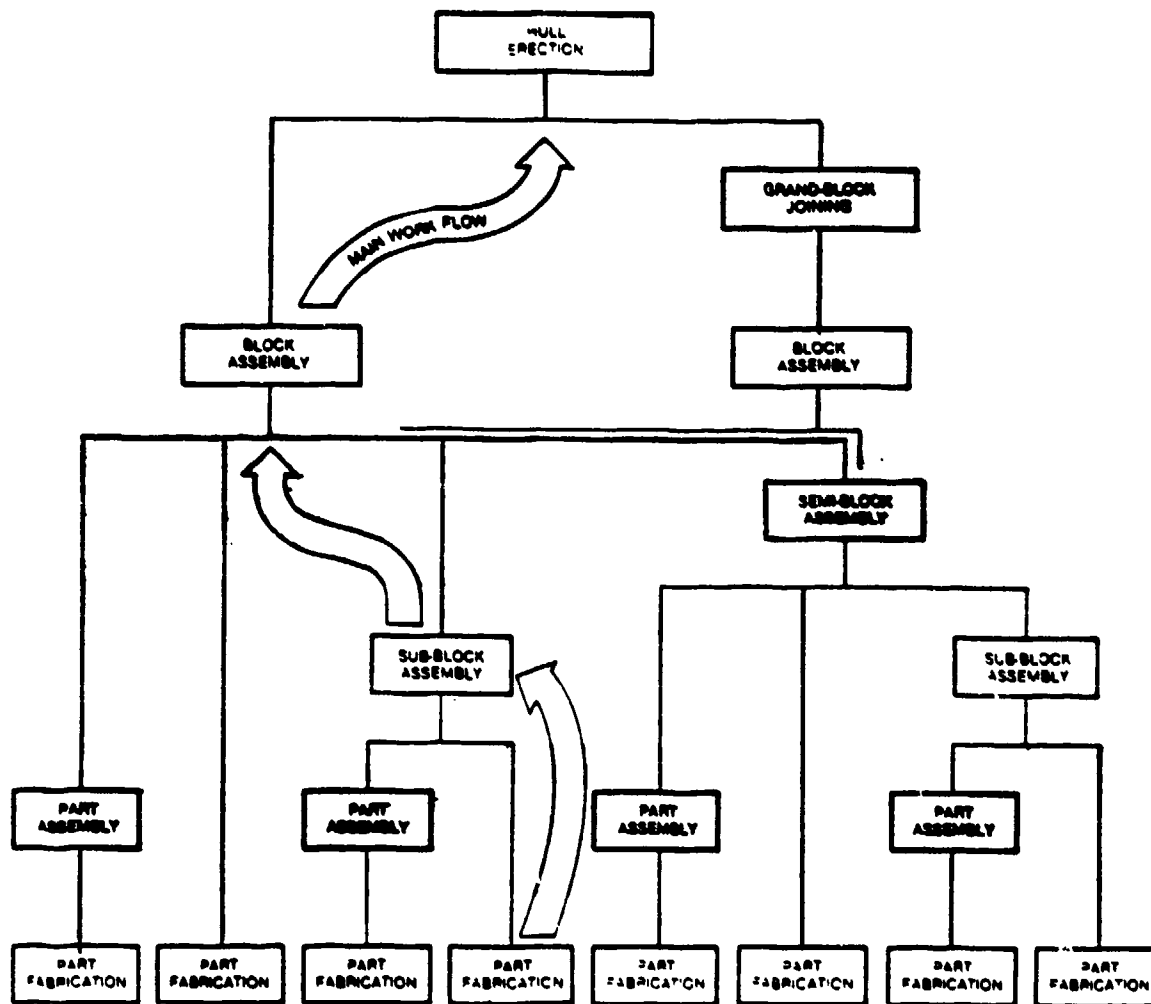 HULL
ERECTION
GRAND-BLOCK
JOINING
MAIN WORK FLOW
BLOCK
ASSEMBLY
BLOCK
ASSEMBLY
SEMI-BLOCK
ASSEMBLY
SUB-BLOCK
ASSEMBLY
SUB-BLOCK
ASSEMBLY
PART
ASSEMBLY
PART
ASSEMBLY
PART
ASSEMBLY
PART
ASSEMBLY
PART
FABRICATION
PART
FABRICATION
PART
FABRICATION
PART
FABRICATION
PART
FABRICATION
PART
FABRICATION
PART
FABRICATION
PART
FABRICATION